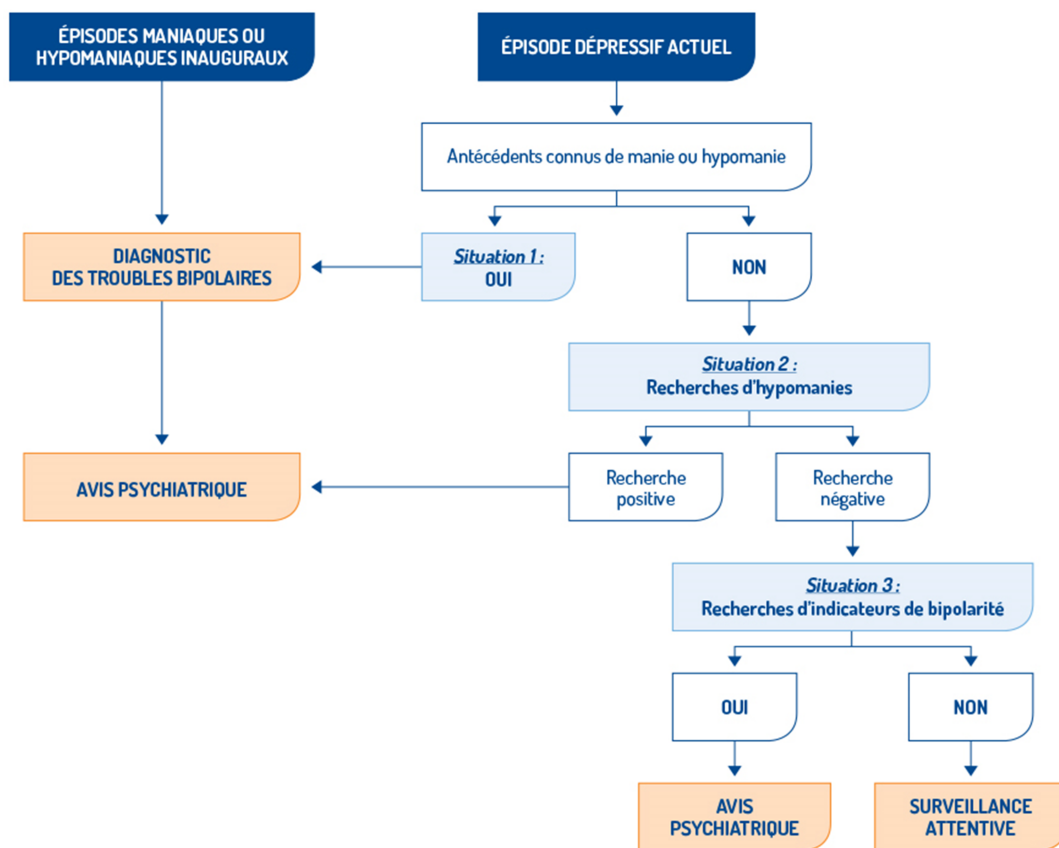 ÉPISODES MANIAQUES OU
HYPOMANIAQUES INAUGURAUX
ÉPISODE DÉPRESSIF ACTUEL
Antécédents connus de manie ou hypomanie
DIAGNOSTIC
DES TROUBLES BIPOLAIRES
Situation 1 :
OUI
NON
Situation 2 :
Recherches d'hypomanies
AVIS PSYCHIATRIQUE
Recherche
positive
Recherche
négative
Situation 3 :
Recherches d'indicateurs de bipolarité
OUI
NON
AVIS
PSYCHIATRIQUE
SURVEILLANCE
ATTENTIVE